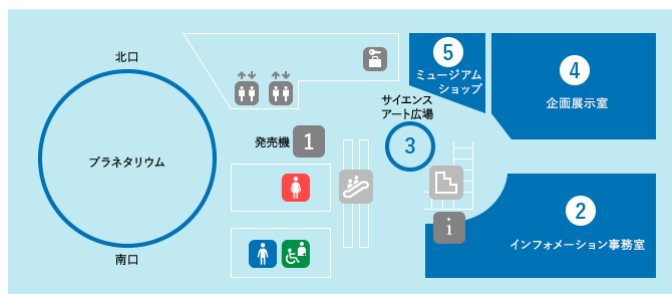 北口
プラネタリウム
南口
発売機
1
サイエンス
アート広場
3
5
ミュージアム
ショップ
4
企画展示室
2
インフォメーション事務室
i